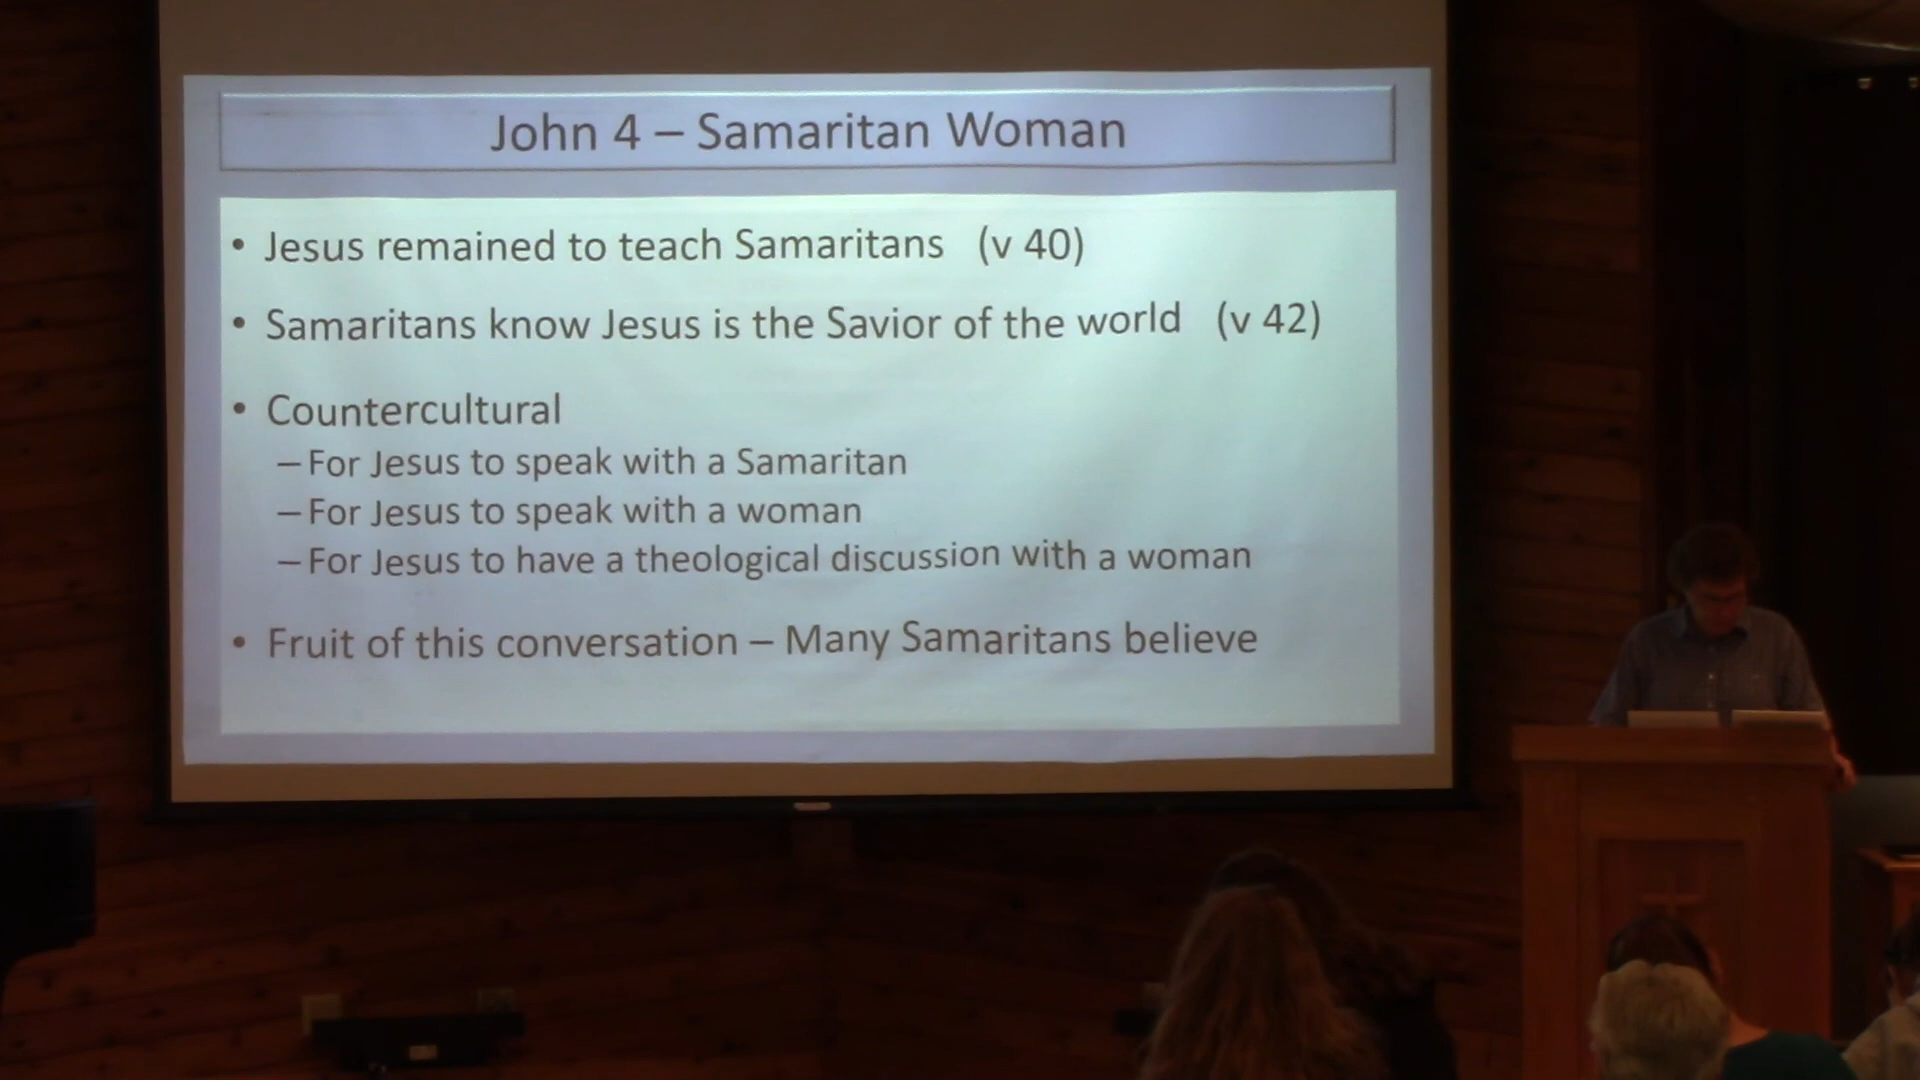 John 4 – Samaritan Woman
• Jesus remained to teach Samaritans (v 40)
• Samaritans know Jesus is the Savior of the world (v 42)
• Countercultural
– For Jesus to speak with a Samaritan
– For Jesus to speak with a woman
– For Jesus to have a theological discussion with a woman
• Fruit of this conversation – Many Samaritans believe